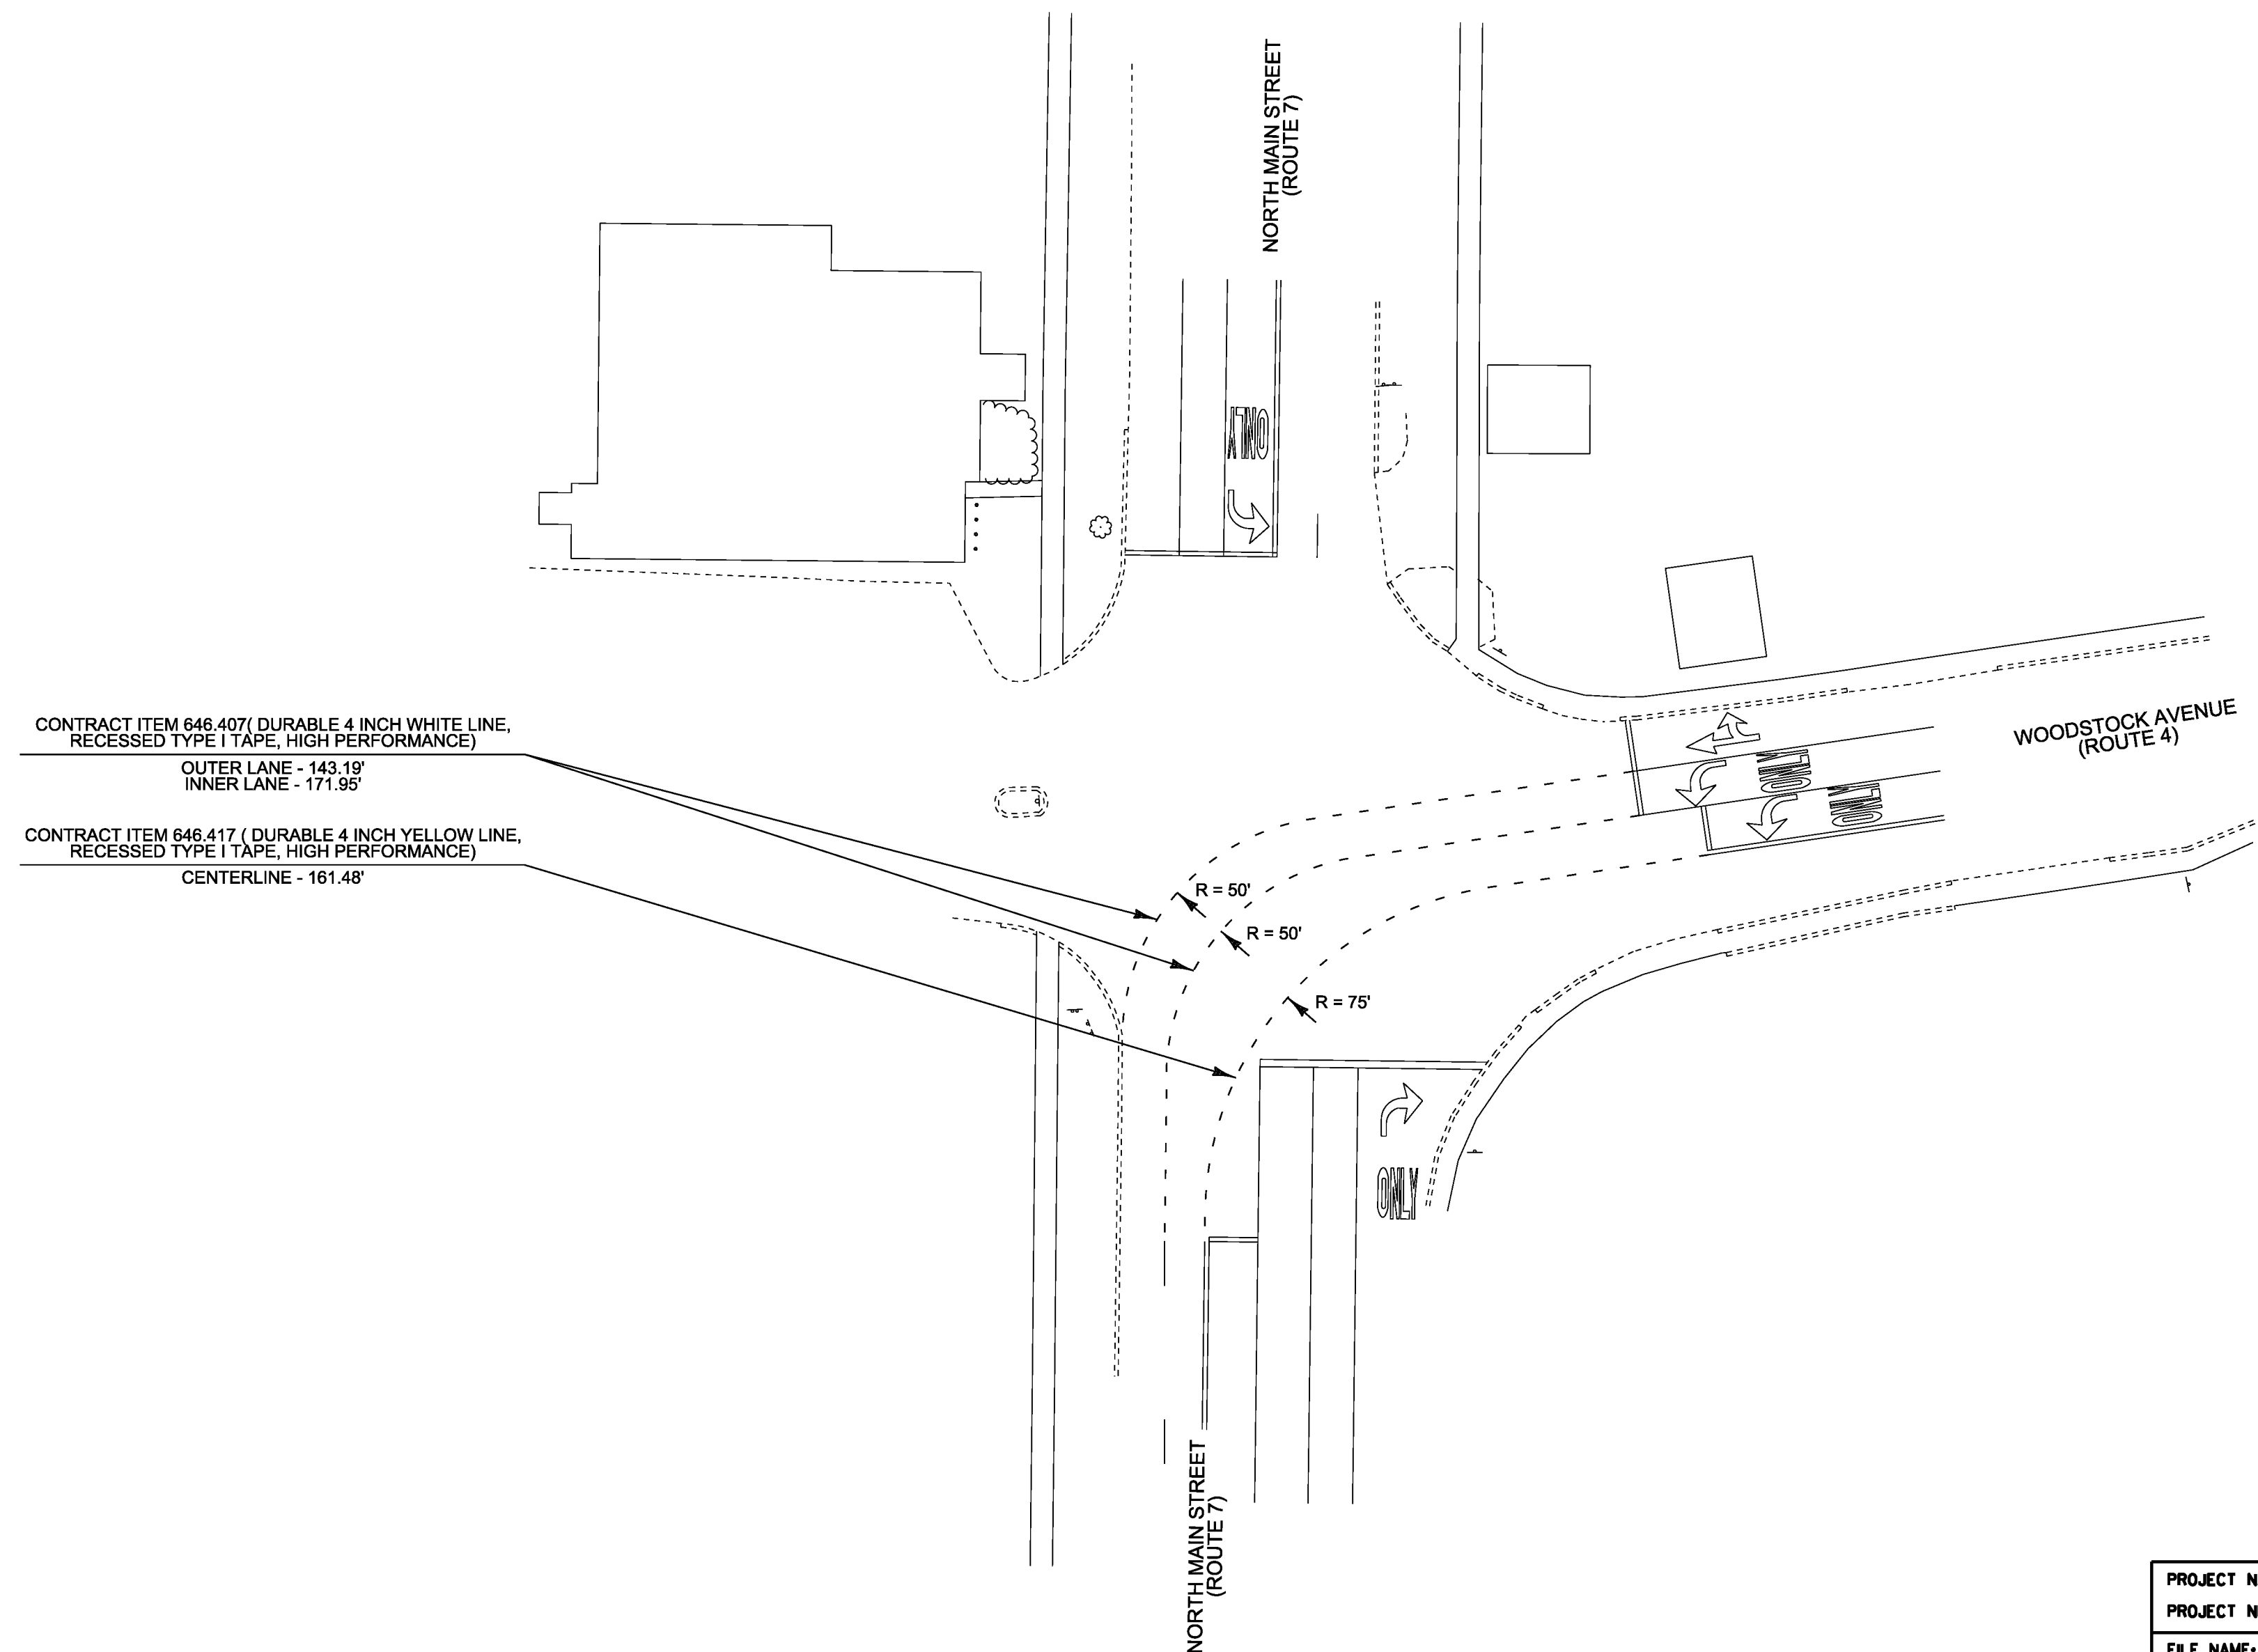 NORTH MAIN STREET
(ROUTE 7)
ONLY
CONTRACT ITEM 646.407( DURABLE 4 INCH WHITE LINE,
RECESSED TYPE I TAPE, HIGH PERFORMANCE)
OUTER LANE - 143.19'
INNER LANE - 171.95'
WOODSTOCK AVENUE
(ROUTE 4)
ONLY
ONLY
CONTRACT ITEM 646.417 ( DURABLE 4 INCH YELLOW LINE,
RECESSED TYPE I TAPE, HIGH PERFORMANCE)
CENTERLINE - 161.48'
R = 50'
R = 50'
R = 75'
ONLY
NORTH MAIN STREET
(ROUTE 7)
PROJECT N
PROJECT N
FILE NAME: